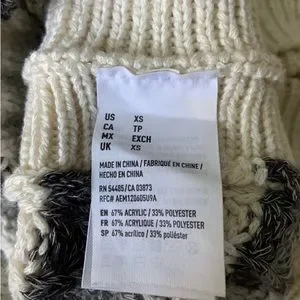 US XS
CA TP
MX EXCH
UK XS
MADE IN CHINA / FABRIQUÉ EN CHINE /
HECHO EN CHINA
RN 54485/CA 03873
RFC# AEM120605U9A
EN 67% ACRYLIC / 33% POLYESTER
FR 67% ACRYLIQUE / 33% POLYESTER
SP 67% acrílico / 33% poliéster